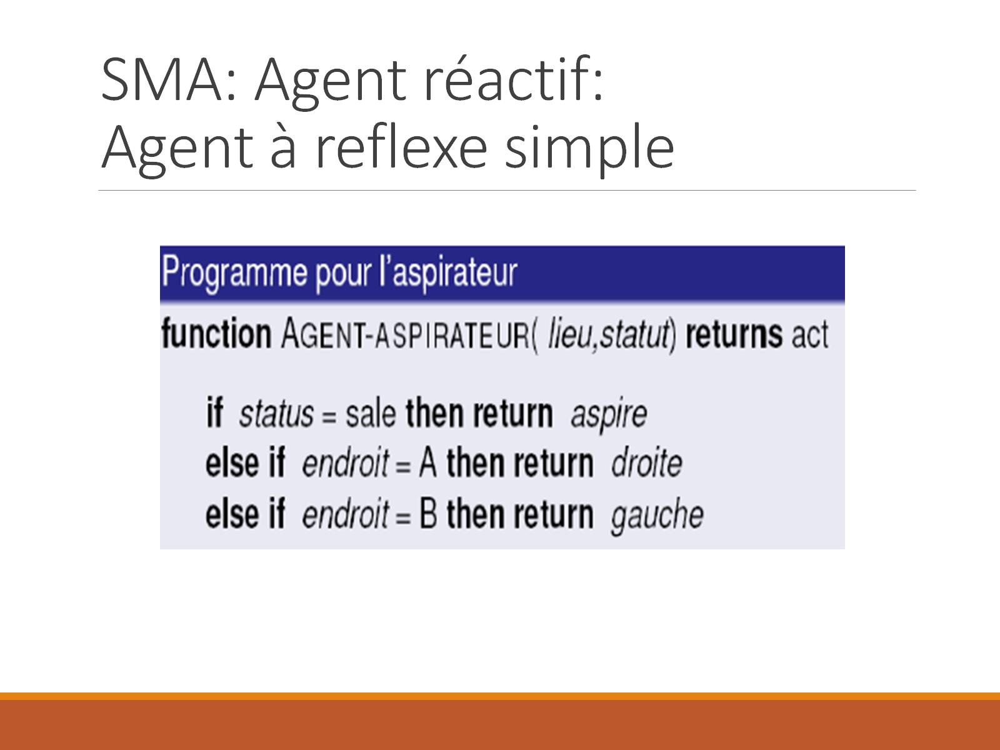 SMA: Agent réactif:
Agent à reflexe simple
Programme pour l’aspirateur
function AGENT-ASPIRATEUR( lieu,statut) returns act
if status = sale then return aspire
else if endroit = A then return droite
else if endroit = B then return gauche